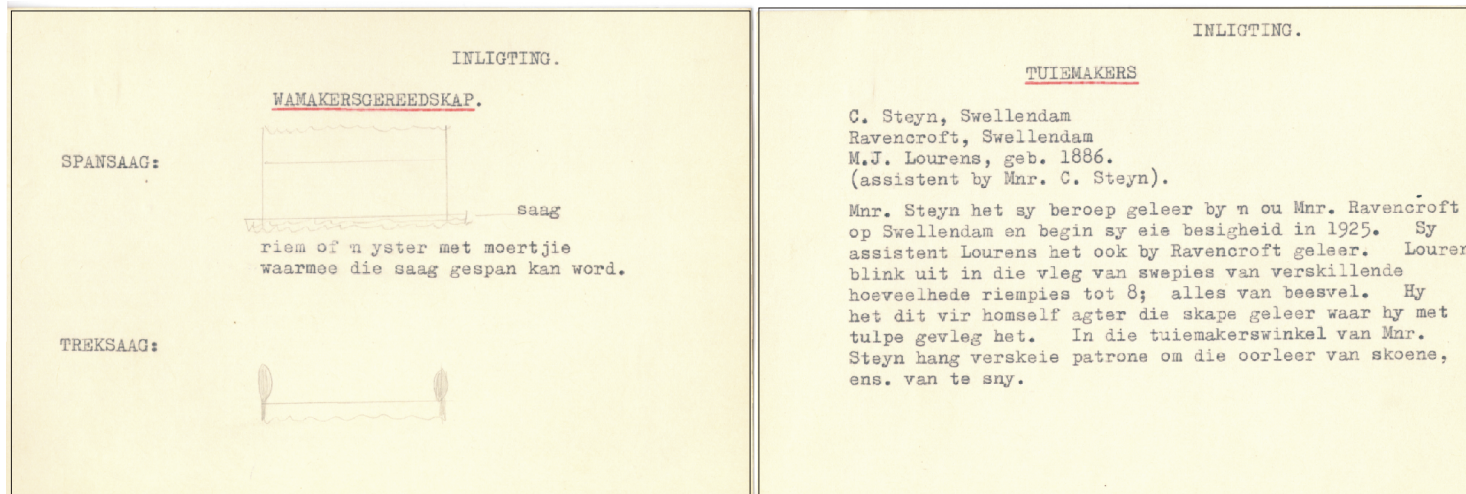 INLIGTING.
WAMAKERSGEREEDSKAP.
SPANSAAG:
saag
riem of 'n yster met moertjie
waarmee die saag gespan kan word.
TREKSAAG:
INLIGTING.
TUIEMAKERS
C. Steyn, Swellendam
Ravencroft, Swellendam
M.J. Lourens, geb. 1886.
(assistent by Mnr. C. Steyn).
Mnr. Steyn het sy beroep geleer by 'n ou Mnr. Ravencroft
op Swellendam en begin sy eie besigheid in 1925. Sy
assistent Lourens het ook by Ravencroft geleer. Louren
blink uit in die vleg van swepies van verskillende
hoeveelhede riempies tot 8; alles van beesvel. Hy
het dit vir homself agter die skape geleer waar hy met
tulpe gevleg het. In die tuiemakerswinkel van Mnr.
Steyn hang verskeie patrone om die oorleer van skoene,
ens. van te sny.